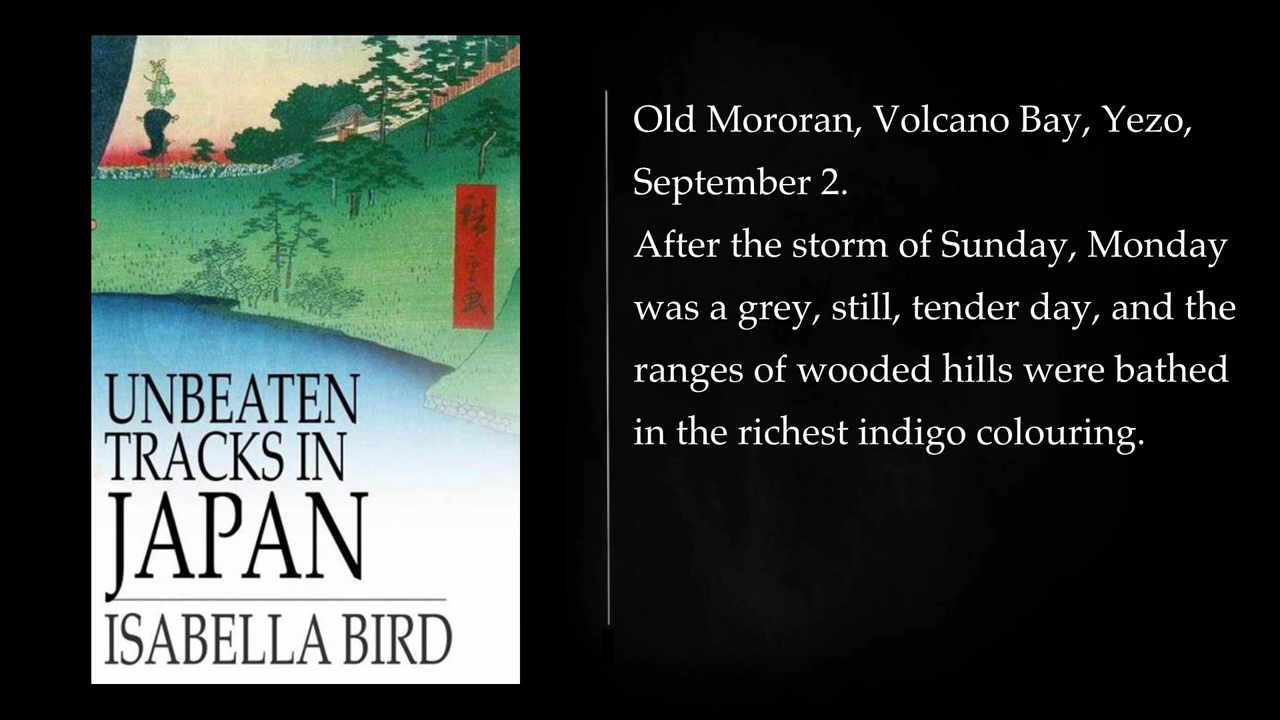 UNBEATEN
TRACKS IN
JAPAN
ISABELLA BIRD
Old Mororan, Volcano Bay, Yezo,
September 2.
After the storm of Sunday, Monday
was a grey, still, tender day, and the
ranges of wooded hills were bathed
in the richest indigo colouring.